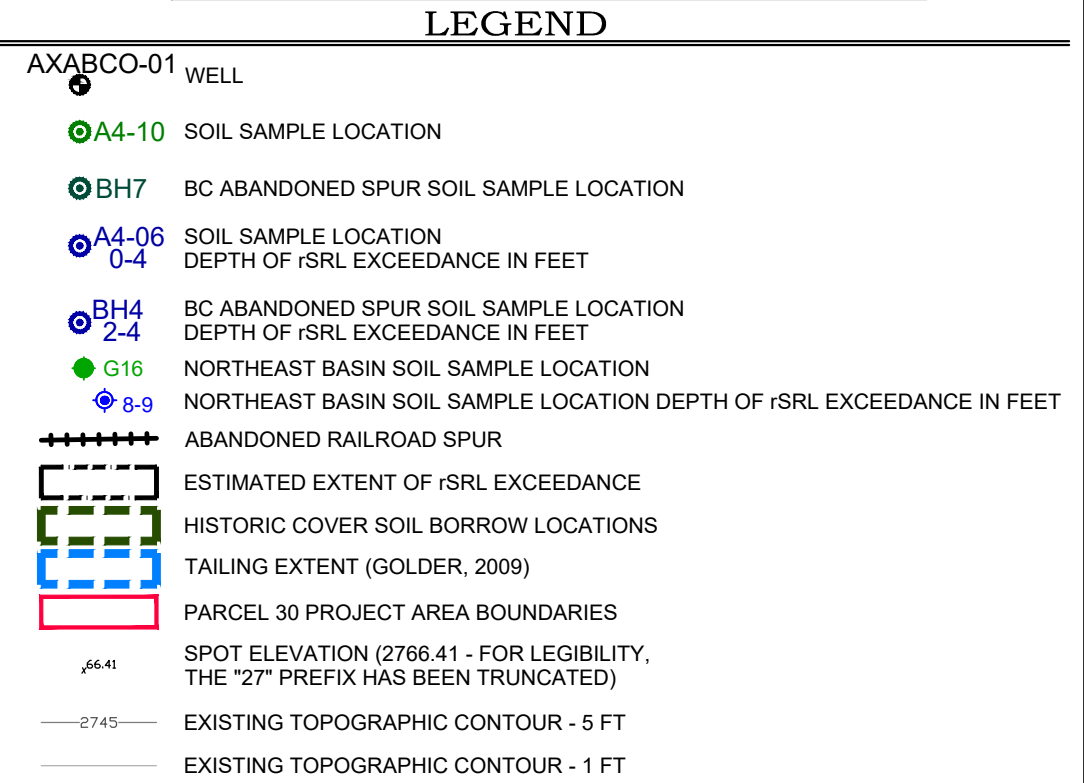 LEGEND
AXABCO-01 WELL
A4-10 SOIL SAMPLE LOCATION
BH7 BC ABANDONED SPUR SOIL SAMPLE LOCATION
A4-06 SOIL SAMPLE LOCATION
0-4 DEPTH OF rSRL EXCEEDANCE IN FEET
BH4 BC ABANDONED SPUR SOIL SAMPLE LOCATION
2-4 DEPTH OF rSRL EXCEEDANCE IN FEET
G16 NORTHEAST BASIN SOIL SAMPLE LOCATION
8-9 NORTHEAST BASIN SOIL SAMPLE LOCATION DEPTH OF rSRL EXCEEDANCE IN FEET
ABANDONED RAILROAD SPUR
ESTIMATED EXTENT OF rSRL EXCEEDANCE
HISTORIC COVER SOIL BORROW LOCATIONS
TAILING EXTENT (GOLDER, 2009)
PARCEL 30 PROJECT AREA BOUNDARIES
x66.41 SPOT ELEVATION (2766.41 - FOR LEGIBILITY,
THE "27" PREFIX HAS BEEN TRUNCATED)
2745 EXISTING TOPOGRAPHIC CONTOUR - 5 FT
EXISTING TOPOGRAPHIC CONTOUR - 1 FT